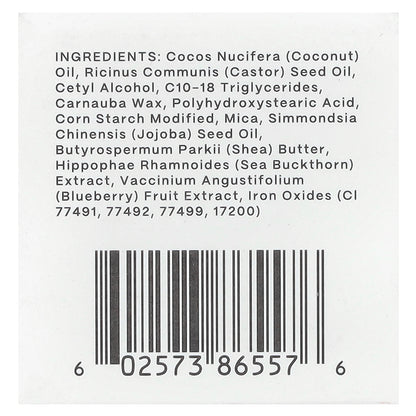 INGREDIENTS: Cocos Nucifera (Coconut)
Oil, Ricinus Communis (Castor) Seed Oil,
Cetyl Alcohol, C10-18 Triglycerides,
Carnauba Wax, Polyhydroxystearic Acid,
Corn Starch Modified, Mica, Simmondsia
Chinensis (Jojoba) Seed Oil,
Butyrospermum Parkii (Shea) Butter,
Hippophae Rhamnoides (Sea Buckthorn)
Extract, Vaccinium Angustifolium
(Blueberry) Fruit Extract, Iron Oxides (Cl
77491, 77492, 77499, 17200)
6 02573 86557 6